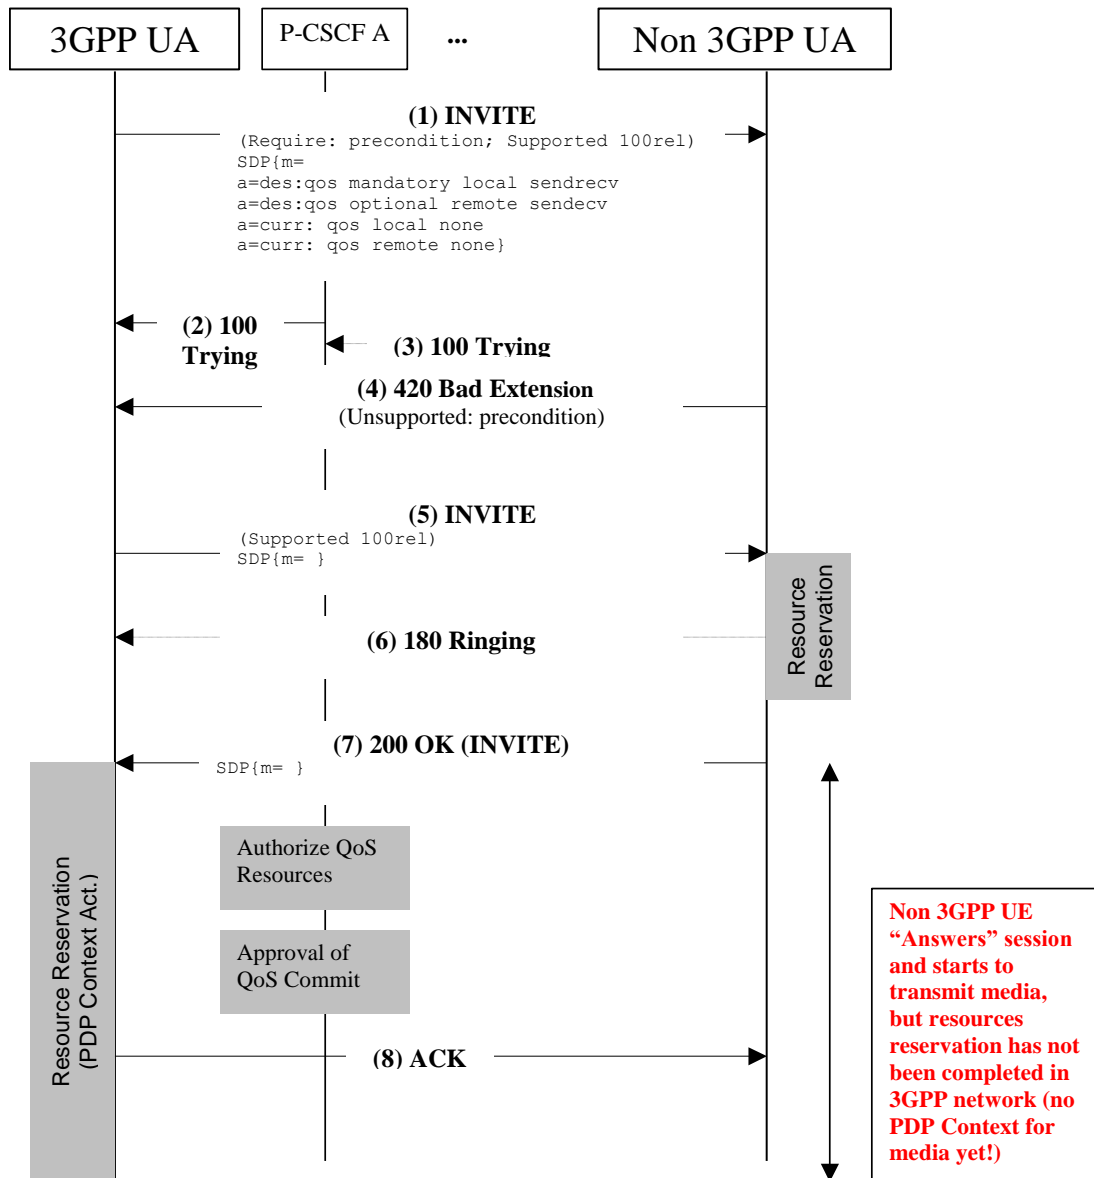 3GPP UA
P-CSCF A
...
Non 3GPP UA
(1) INVITE
(Require: precondition; Supported 100rel)
SDP{m=
a=des:qos mandatory local sendrecv
a=des:qos optional remote sendecv
a=curr: qos local none
a=curr: qos remote none}
(2) 100
Trying
(3) 100 Trying
(4) 420 Bad Extension
(Unsupported: precondition)
(5) INVITE
(Supported 100rel)
SDP{m= }
Resource
Reservation
(6) 180 Ringing
(7) 200 OK (INVITE)
SDP{m= }
Resource Reservation
(PDP Context Act.)
Authorize QoS
Resources
Approval of
QoS Commit
(8) ACK
Non 3GPP UE
“Answers” session
and starts to
transmit media,
but resources
reservation has not
been completed in
3GPP network (no
PDP Context for
media yet!)